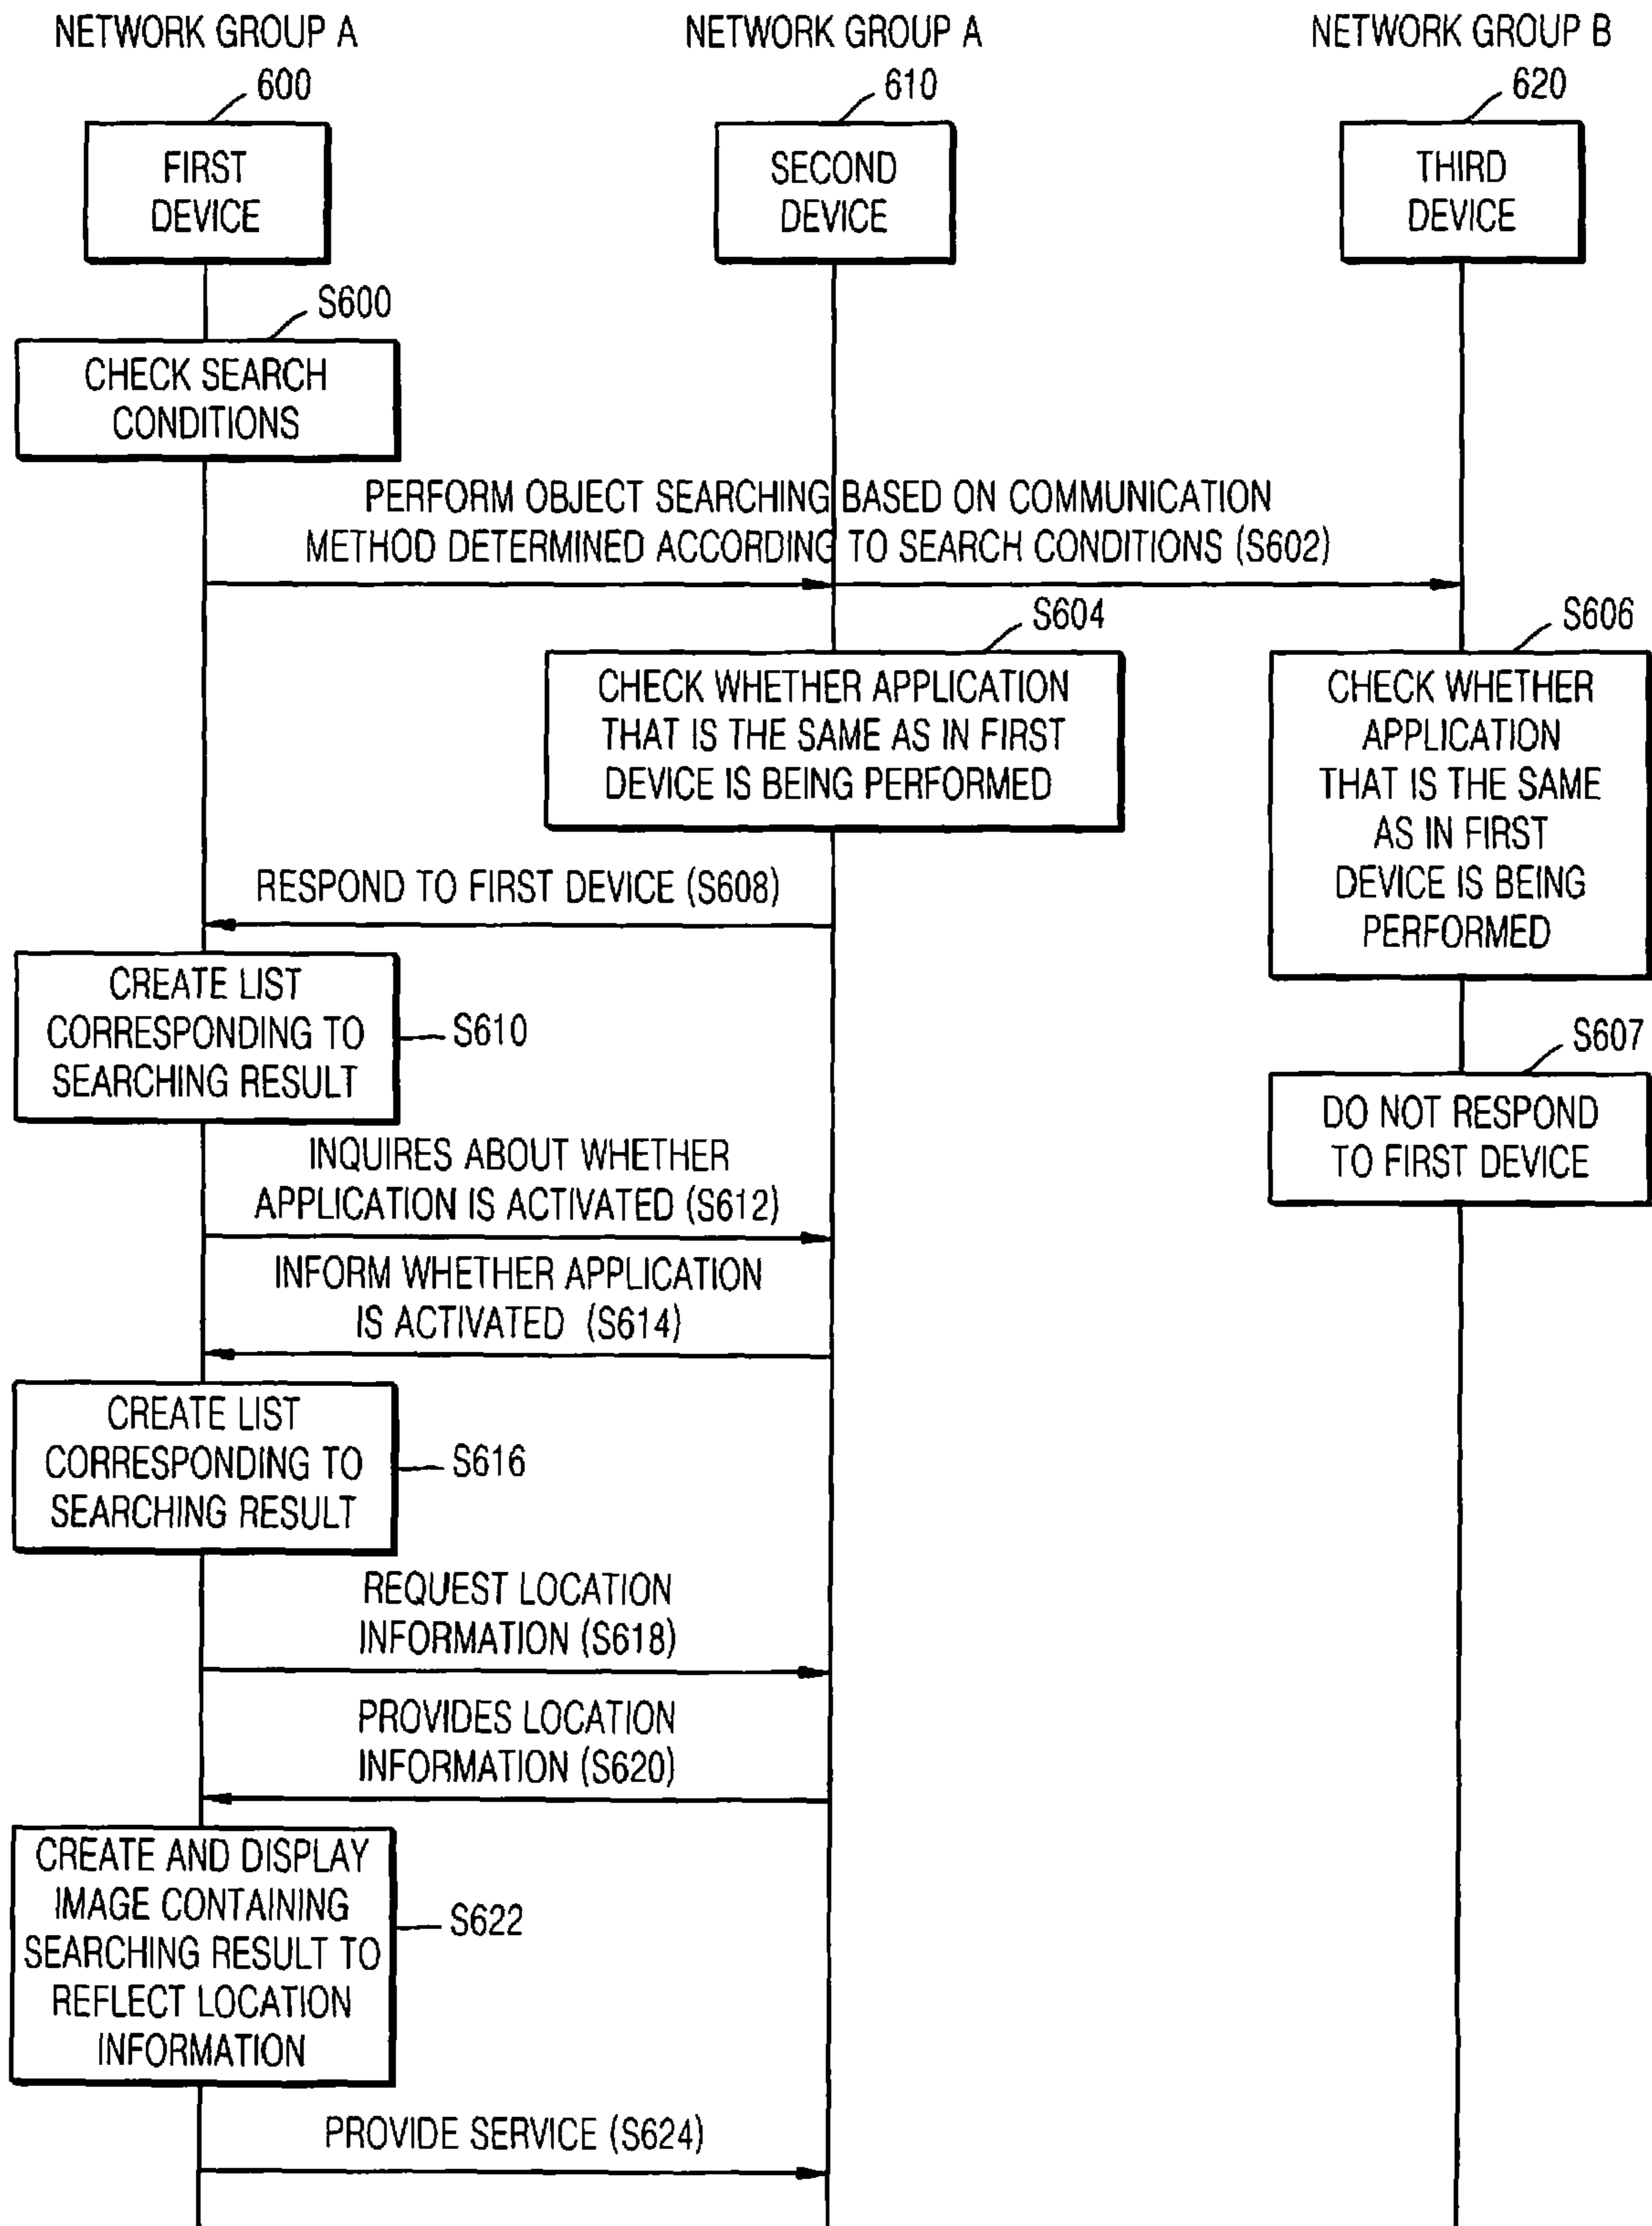 NETWORK GROUP A
NETWORK GROUP A
NETWORK GROUP B
600
610
620
FIRST
DEVICE
SECOND
DEVICE
THIRD
DEVICE
S600
CHECK SEARCH
CONDITIONS
PERFORM OBJECT SEARCHING BASED ON COMMUNICATION
METHOD DETERMINED ACCORDING TO SEARCH CONDITIONS (S602)
S604
CHECK WHETHER APPLICATION
THAT IS THE SAME AS IN FIRST
DEVICE IS BEING PERFORMED
S606
CHECK WHETHER
APPLICATION
THAT IS THE SAME
AS IN FIRST
DEVICE IS BEING
PERFORMED
RESPOND TO FIRST DEVICE (S608)
CREATE LIST
CORRESPONDING TO
SEARCHING RESULT
S610
S607
DO NOT RESPOND
TO FIRST DEVICE
INQUIRES ABOUT WHETHER
APPLICATION IS ACTIVATED (S612)
INFORM WHETHER APPLICATION
IS ACTIVATED (S614)
CREATE LIST
CORRESPONDING TO
SEARCHING RESULT
S616
REQUEST LOCATION
INFORMATION (S618)
PROVIDES LOCATION
INFORMATION (S620)
CREATE AND DISPLAY
IMAGE CONTAINING
SEARCHING RESULT TO
REFLECT LOCATION
INFORMATION
S622
PROVIDE SERVICE (S624)